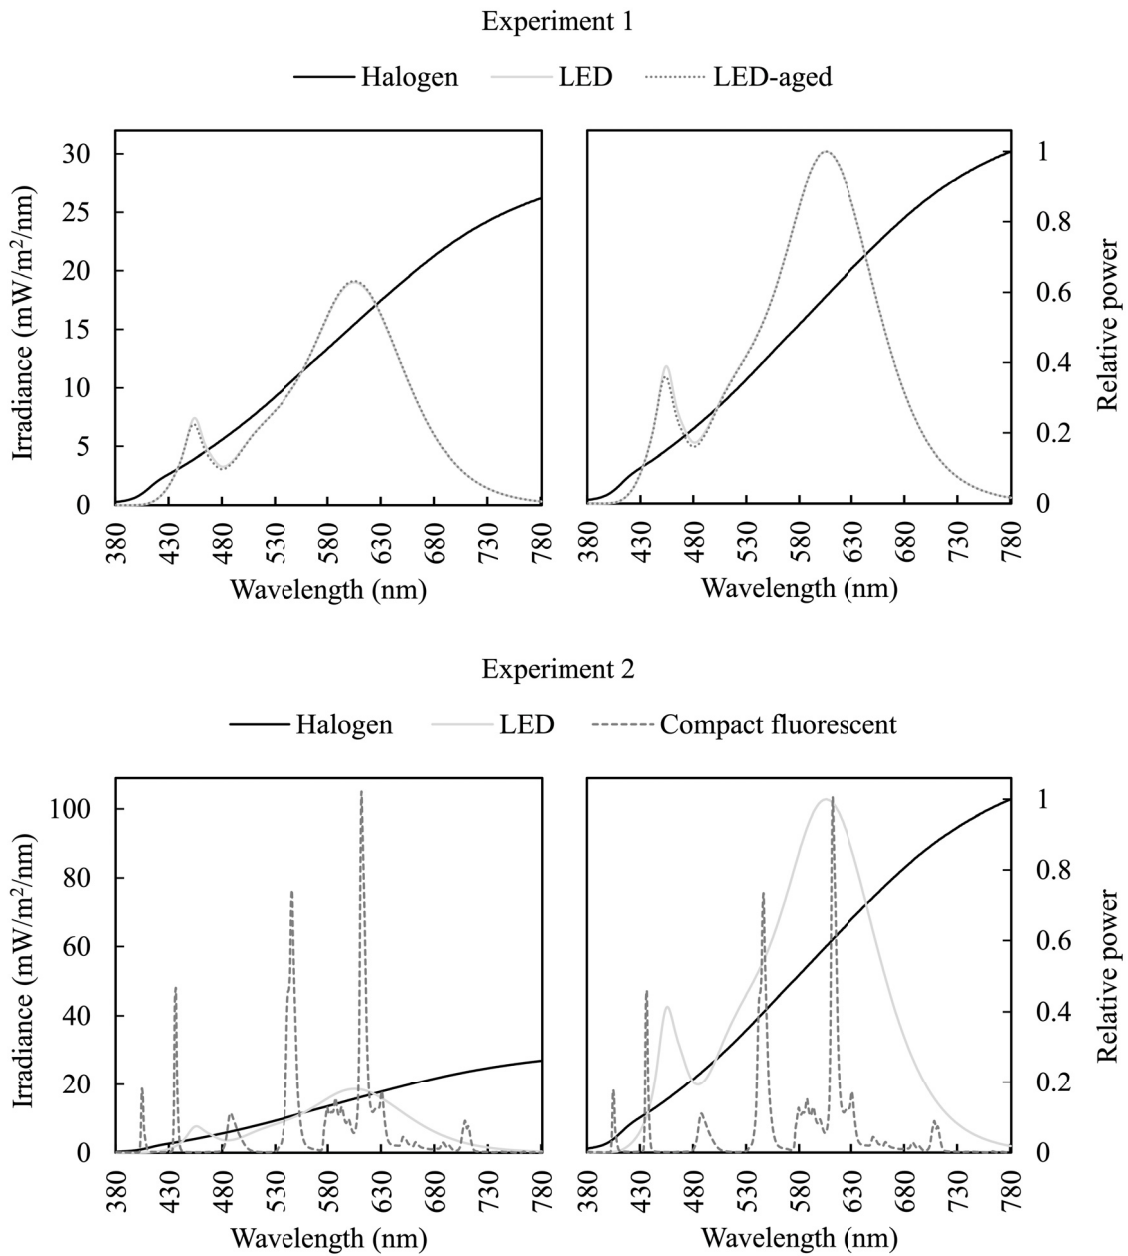 Experiment 1
Halogen LED LED-aged
Irradiance (mW/m²/nm)
30
25
20
15
10
5
0
380 430 480 530 580 630 680 730 780
Wavelength (nm)
1
0.8
0.6
0.4
0.2
0
Relative power
380 430 480 530 580 630 680 730 780
Wavelength (nm)
Experiment 2
Halogen LED Compact fluorescent
Irradiance (mW/m²/nm)
100
80
60
40
20
0
380 430 480 530 580 630 680 730 780
Wavelength (nm)
1
0.8
0.6
0.4
0.2
0
Relative power
380 430 480 530 580 630 680 730 780
Wavelength (nm)